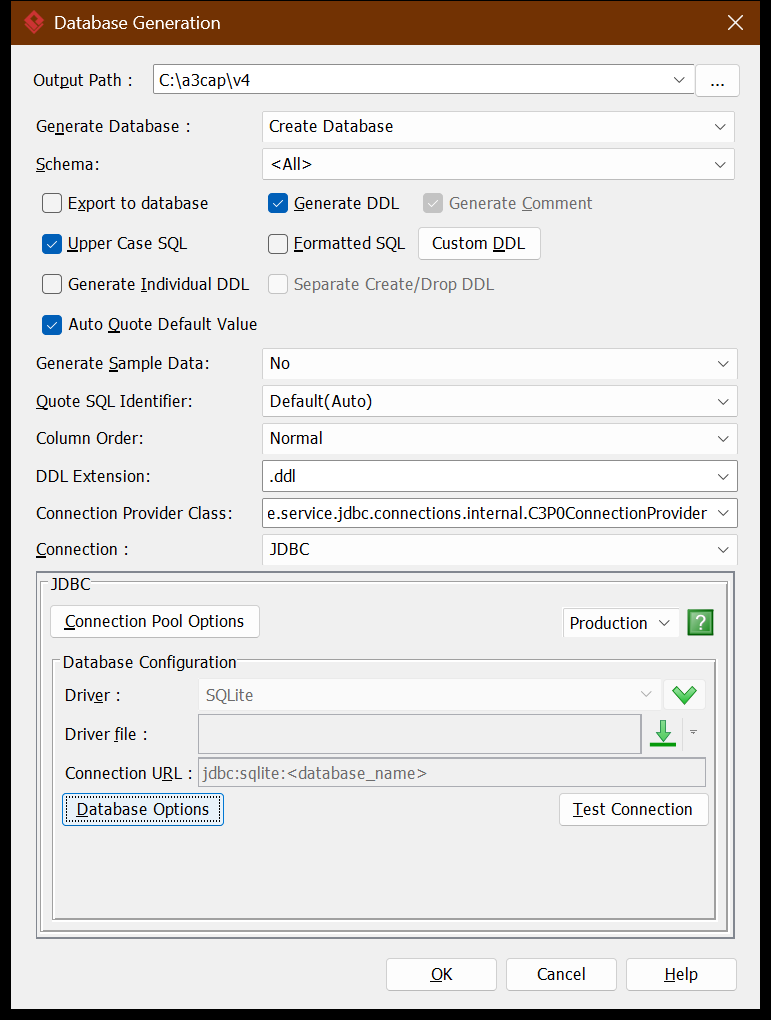 Database Generation
Output Path : C:\a3cap\v4 ...
Generate Database : Create Database
Schema: <All>
Export to database Generate DDL Generate Comment
Upper Case SQL Formatted SQL Custom DDL
Generate Individual DDL Separate Create/Drop DDL
Auto Quote Default Value
Generate Sample Data: No
Quote SQL Identifier: Default(Auto)
Column Order: Normal
DDL Extension: .ddl
Connection Provider Class: e.service.jdbc.connections.internal.C3P0ConnectionProvider
Connection : JDBC
JDBC
Connection Pool Options Production ?
Database Configuration
Driver : SQLite
Driver file :
Connection URL : jdbc:sqlite:<database_name>
Database Options Test Connection
OK Cancel Help